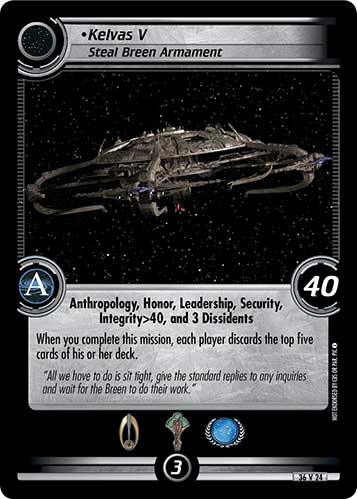 •Kelvas V
Steal Breen Armament
A
40
Anthropology, Honor, Leadership, Security,
Integrity>40, and 3 Dissidents
When you complete this mission, each player discards the top five
cards of his or her deck.
"All we have to do is sit tight, give the standard replies to any inquiries
and wait for the Breen to do their work."
3
36 V 24